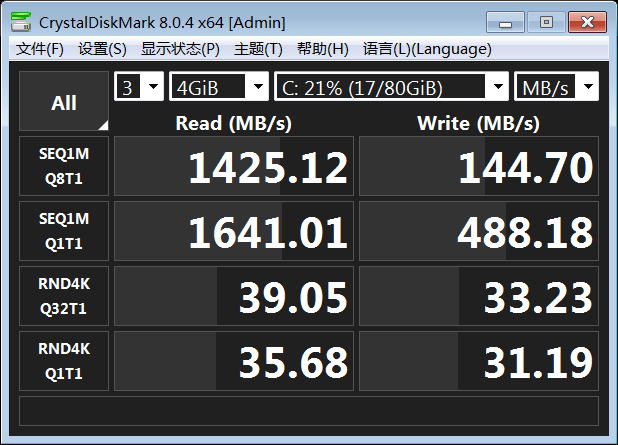 CrystalDiskMark 8.0.4 x64 [Admin]
文件(F) 设置(S) 显示状态(P) 主题(T) 帮助(H) 语言(L)(Language)
All 3 4GiB C: 21% (17/80GiB) MB/s
Read (MB/s) Write (MB/s)
SEQ1M
Q8T1
1425.12 144.70
SEQ1M
Q1T1
1641.01 488.18
RND4K
Q32T1
39.05 33.23
RND4K
Q1T1
35.68 31.19